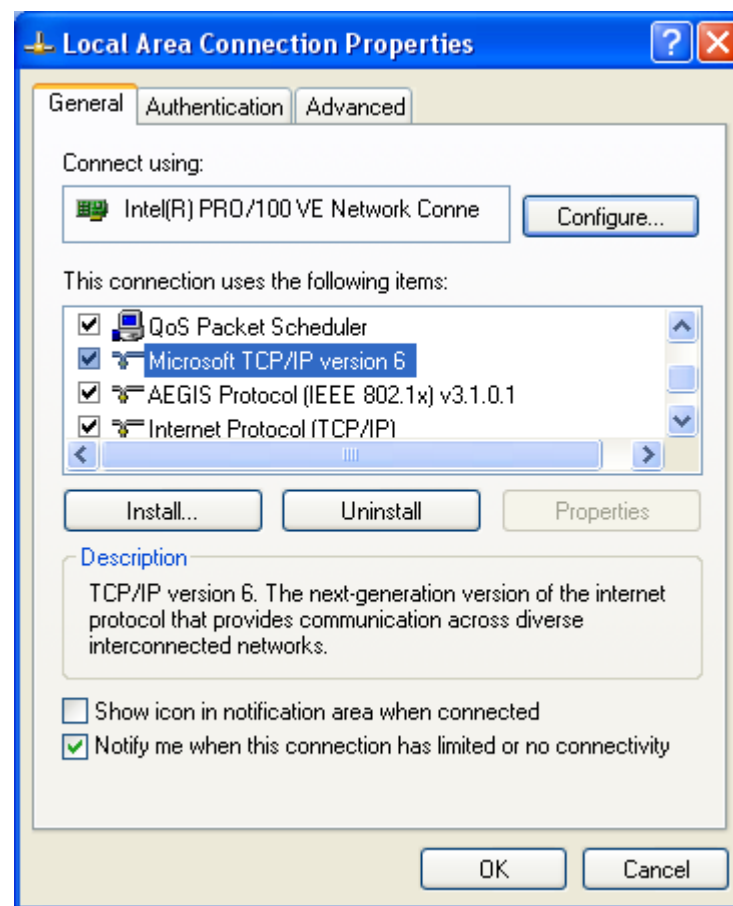 Local Area Connection Properties
General Authentication Advanced
Connect using:
Intel(R) PRO/100 VE Network Conne
Configure...
This connection uses the following items:
QoS Packet Scheduler
Microsoft TCP/IP version 6
AEGIS Protocol (IEEE 802.1x) v3.1.0.1
Internet Protocol (TCP/IP)
Install... Uninstall Properties
Description
TCP/IP version 6. The next-generation version of the internet
protocol that provides communication across diverse
interconnected networks.
Show icon in notification area when connected
Notify me when this connection has limited or no connectivity
OK Cancel